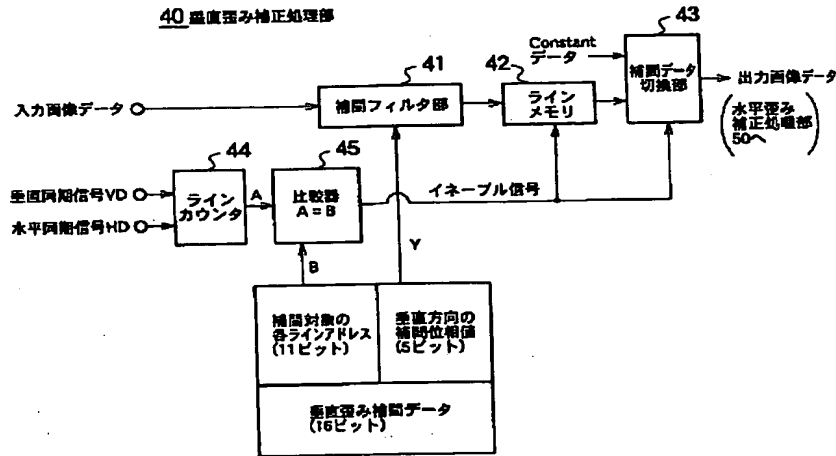 40 垂直歪み補正処理部
43
Constant
データ
41
42
補間データ
切換部
出力画像データ
入力画像データ
補間フィルタ部
ライン
メモリ
(水平歪み
補正処理部
50へ)
44
45
垂直同期信号VD
ライン
カウンタ
A
比較器
A=B
イネーブル信号
水平同期信号HD
B
Y
補間対象の
各ラインアドレス
(11ビット)
垂直方向の
補間位相値
(5ビット)
垂直歪み補間データ
(16ビット)